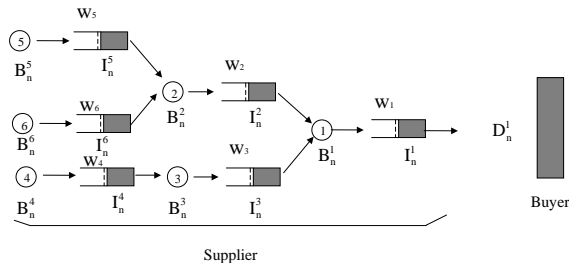 W₅
5
B⁵ₙ
I⁵ₙ
W₂
2
B²ₙ
I²ₙ
W₆
6
B⁶ₙ
I⁶ₙ
W₁
1
B¹ₙ
I¹ₙ
D¹ₙ
W₄
4
B⁴ₙ
I⁴ₙ
W₃
3
B³ₙ
I³ₙ
Buyer
Supplier